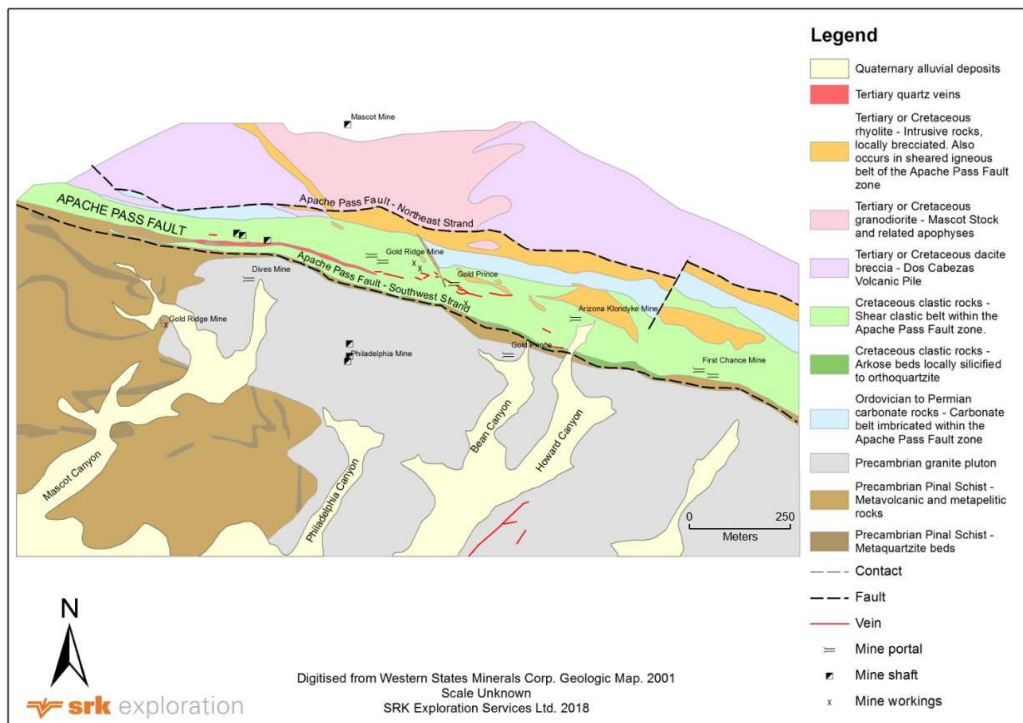 Legend
Quaternary alluvial deposits
Tertiary quartz veins
Tertiary or Cretaceous
rhyolite - Intrusive rocks,
locally brecciated. Also
occurs in sheared igneous
belt of the Apache Pass Fault
zone
Tertiary or Cretaceous
granodiorite - Mascot Stock
and related apophyses
Tertiary or Cretaceous dacite
breccia - Dos Cabezas
Volcanic Pile
Cretaceous clastic rocks -
Shear clastic belt within the
Apache Pass Fault zone.
Cretaceous clastic rocks -
Arkose beds locally silicified
to orthoquartzite
Ordovician to Permian
carbonate rocks - Carbonate
belt imbricated within the
Apache Pass Fault zone
Precambrian granite pluton
Precambrian Pinal Schist -
Metavolcanic and metapelitic
rocks
Precambrian Pinal Schist -
Metaquartzite beds
Contact
Fault
Vein
Mine portal
Mine shaft
Mine workings
Mascot Mine
Apache Pass Fault - Northeast Strand
APACHE PASS FAULT
Gold Ridge Mine
Apache Pass Fault - Southwest Strand
Dives Mine
Gold Prince
Arizona Klondyke Mine
Gold Ridge Mine
Philadelphia Mine
Gold Prince
First Chance Mine
Mascot Canyon
Philadelphia Canyon
Bean Canyon
Howard Canyon
0 250
Meters
N
srk exploration
Digitised from Western States Minerals Corp. Geologic Map. 2001
Scale Unknown
SRK Exploration Services Ltd. 2018